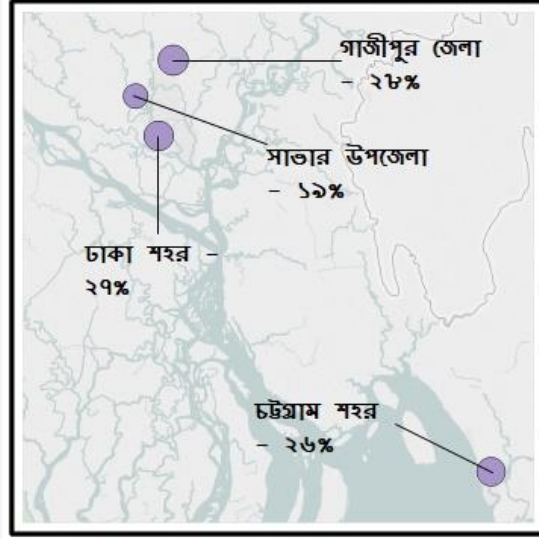 গাজীপুর জেলা
– ২৮%
সাভার উপজেলা
– ১৯%
ঢাকা শহর –
২৭%
চট্টগ্রাম শহর
– ২৬%